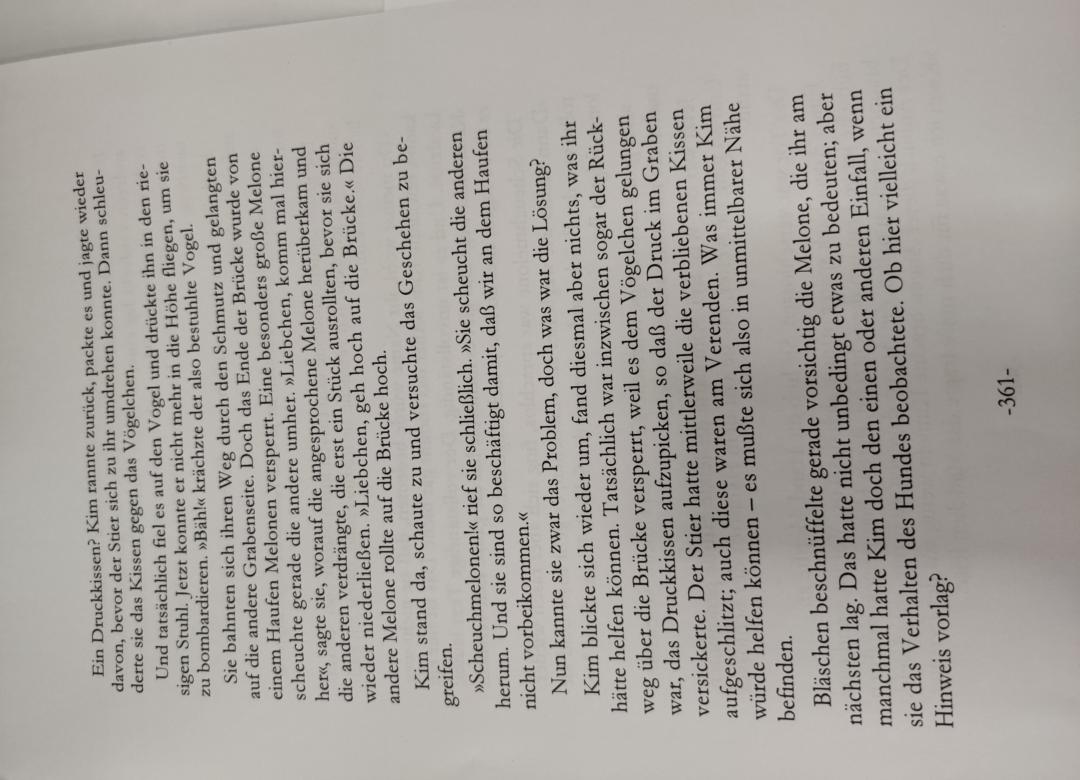 Ein Druckkissen? Kim rannte zurück, packte es und jagte wieder
davon, bevor der Stier sich zu ihr umdrehen konnte. Dann schleu-
derte sie das Kissen gegen das Vögelchen.
Und tatsächlich fiel es auf den Vogel und drückte ihn in den rie-
sigen Stuhl. Jetzt konnte er nicht mehr in die Höhe fliegen, um sie
zu bombardieren. »Bäh!« krächzte der also bestuhlte Vogel.
Sie bahnten sich ihren Weg durch den Schmutz und gelangten
auf die andere Grabenseite. Doch das Ende der Brücke wurde von
einem Haufen Melonen versperrt. Eine besonders große Melone
scheuchte gerade die andere umher. »Liebchen, komm mal hier-
her«, sagte sie, worauf die angesprochene Melone herüberkam und
die anderen verdrängte, die erst ein Stück ausrollten, bevor sie sich
wieder niederließen. »Liebchen, geh hoch auf die Brücke.« Die
andere Melone rollte auf die Brücke hoch.
Kim stand da, schaute zu und versuchte das Geschehen zu be-
greifen.
»Scheuchmelonen!« rief sie schließlich. »Sie scheucht die anderen
herum. Und sie sind so beschäftigt damit, daß wir an dem Haufen
nicht vorbeikommen.«
Nun kannte sie zwar das Problem, doch was war die Lösung?
Kim blickte sich wieder um, fand diesmal aber nichts, was ihr
hätte helfen können. Tatsächlich war inzwischen sogar der Rück-
weg über die Brücke versperrt, weil es dem Vögelchen gelungen
war, das Druckkissen aufzupicken, so daß der Druck im Graben
versickerte. Der Stier hatte mittlerweile die verbliebenen Kissen
aufgeschlitzt; auch diese waren am Verenden. Was immer Kim
würde helfen können – es mußte sich also in unmittelbarer Nähe
befinden.
Bläschen beschnüffelte gerade vorsichtig die Melone, die ihr am
nächsten lag. Das hatte nicht unbedingt etwas zu bedeuten; aber
manchmal hatte Kim doch den einen oder anderen Einfall, wenn
sie das Verhalten des Hundes beobachtete. Ob hier vielleicht ein
Hinweis vorlag?
-361-